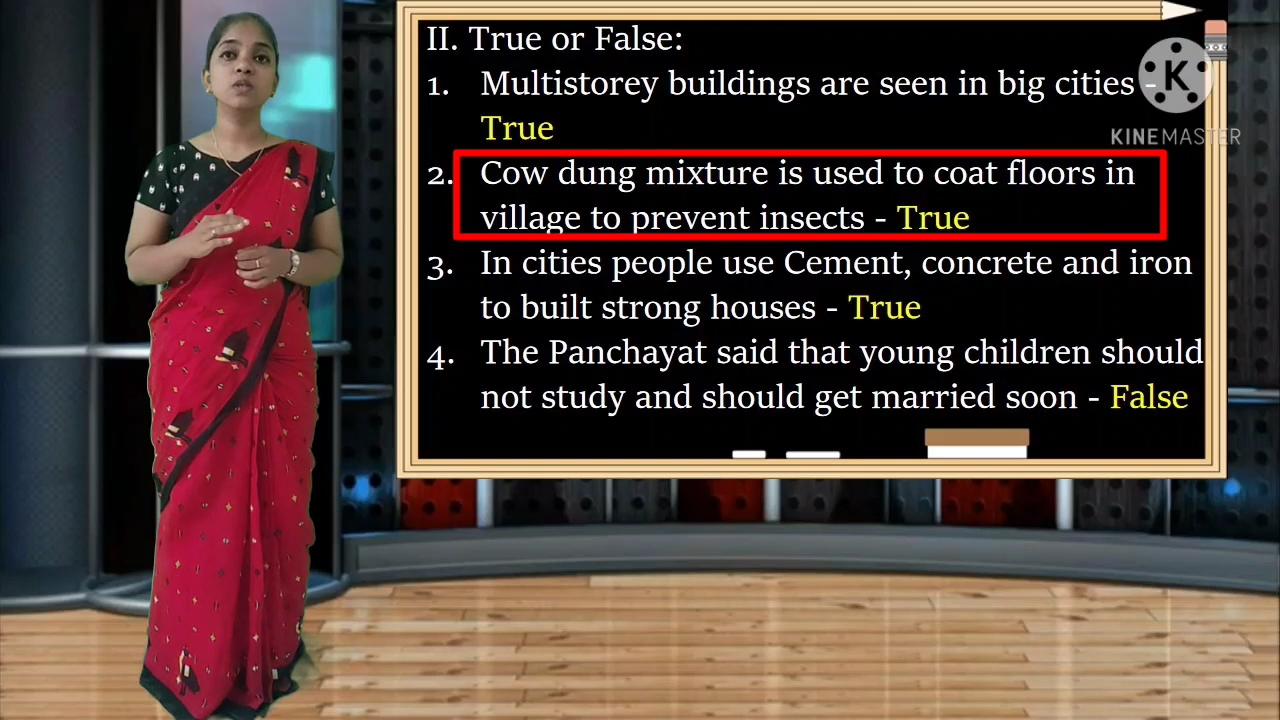 II. True or False:
1. Multistorey buildings are seen in big cities -
True
2. Cow dung mixture is used to coat floors in
village to prevent insects - True
3. In cities people use Cement, concrete and iron
to built strong houses - True
4. The Panchayat said that young children should
not study and should get married soon - False
K
KINEMASTER